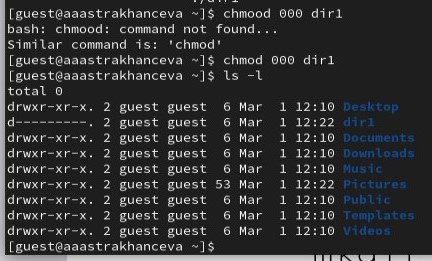 [guest@aaastrakhanceva ~]$ chmood 000 dir1
bash: chmood: command not found...
Similar command is: 'chmod'
[guest@aaastrakhanceva ~]$ chmod 000 dir1
[guest@aaastrakhanceva ~]$ ls -l
total 0
drwxr-xr-x. 2 guest guest  6 Mar  1 12:10 Desktop
d---------. 2 guest guest  6 Mar  1 12:22 dir1
drwxr-xr-x. 2 guest guest  6 Mar  1 12:10 Documents
drwxr-xr-x. 2 guest guest  6 Mar  1 12:10 Downloads
drwxr-xr-x. 2 guest guest  6 Mar  1 12:10 Music
drwxr-xr-x. 2 guest guest 53 Mar  1 12:22 Pictures
drwxr-xr-x. 2 guest guest  6 Mar  1 12:10 Public
drwxr-xr-x. 2 guest guest  6 Mar  1 12:10 Templates
drwxr-xr-x. 2 guest guest  6 Mar  1 12:10 Videos
[guest@aaastrakhanceva ~]$